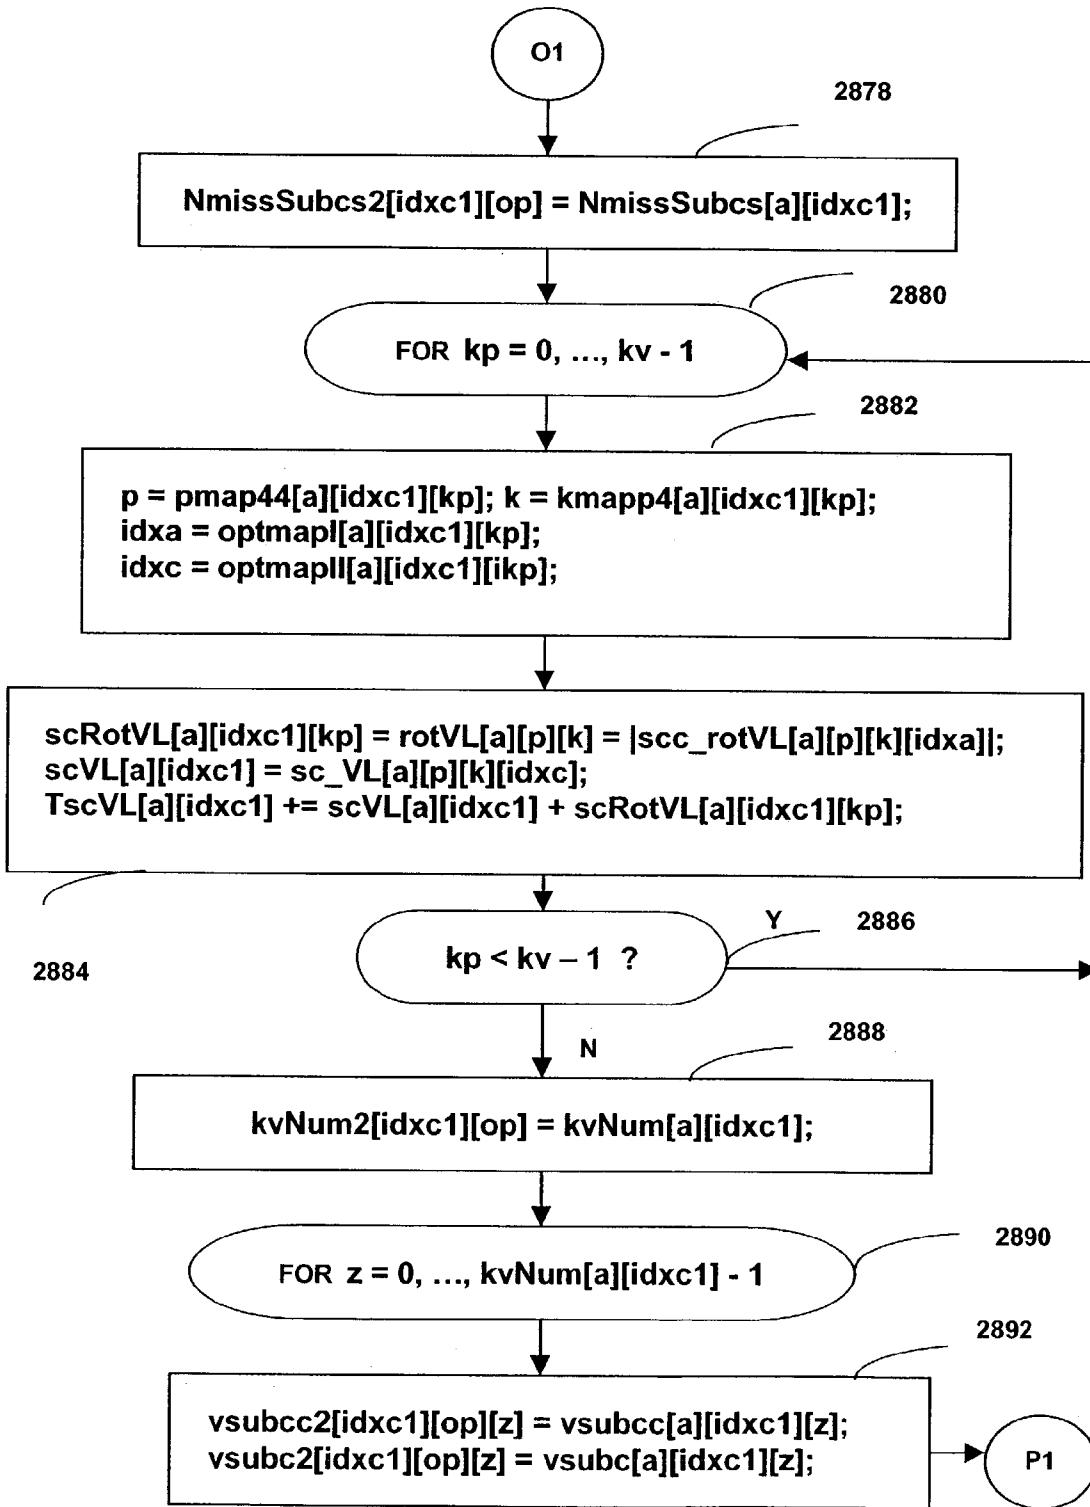 O1
2878
NmissSubcs2[idxc1][op] = NmissSubcs[a][idxc1];
2880
FOR kp = 0, ..., kv - 1
2882
p = pmap44[a][idxc1][kp]; k = kmapp4[a][idxc1][kp];
idxa = optmapI[a][idxc1][kp];
idxc = optmapII[a][idxc1][ikp];
scRotVL[a][idxc1][kp] = rotVL[a][p][k] = |scc_rotVL[a][p][k][idxa]|;
scVL[a][idxc1] = sc_VL[a][p][k][idxc];
TscVL[a][idxc1] += scVL[a][idxc1] + scRotVL[a][idxc1][kp];
2884
kp < kv – 1 ?
Y
2886
N
2888
kvNum2[idxc1][op] = kvNum[a][idxc1];
2890
FOR z = 0, ..., kvNum[a][idxc1] - 1
2892
vsubcc2[idxc1][op][z] = vsubcc[a][idxc1][z];
vsubc2[idxc1][op][z] = vsubc[a][idxc1][z];
P1